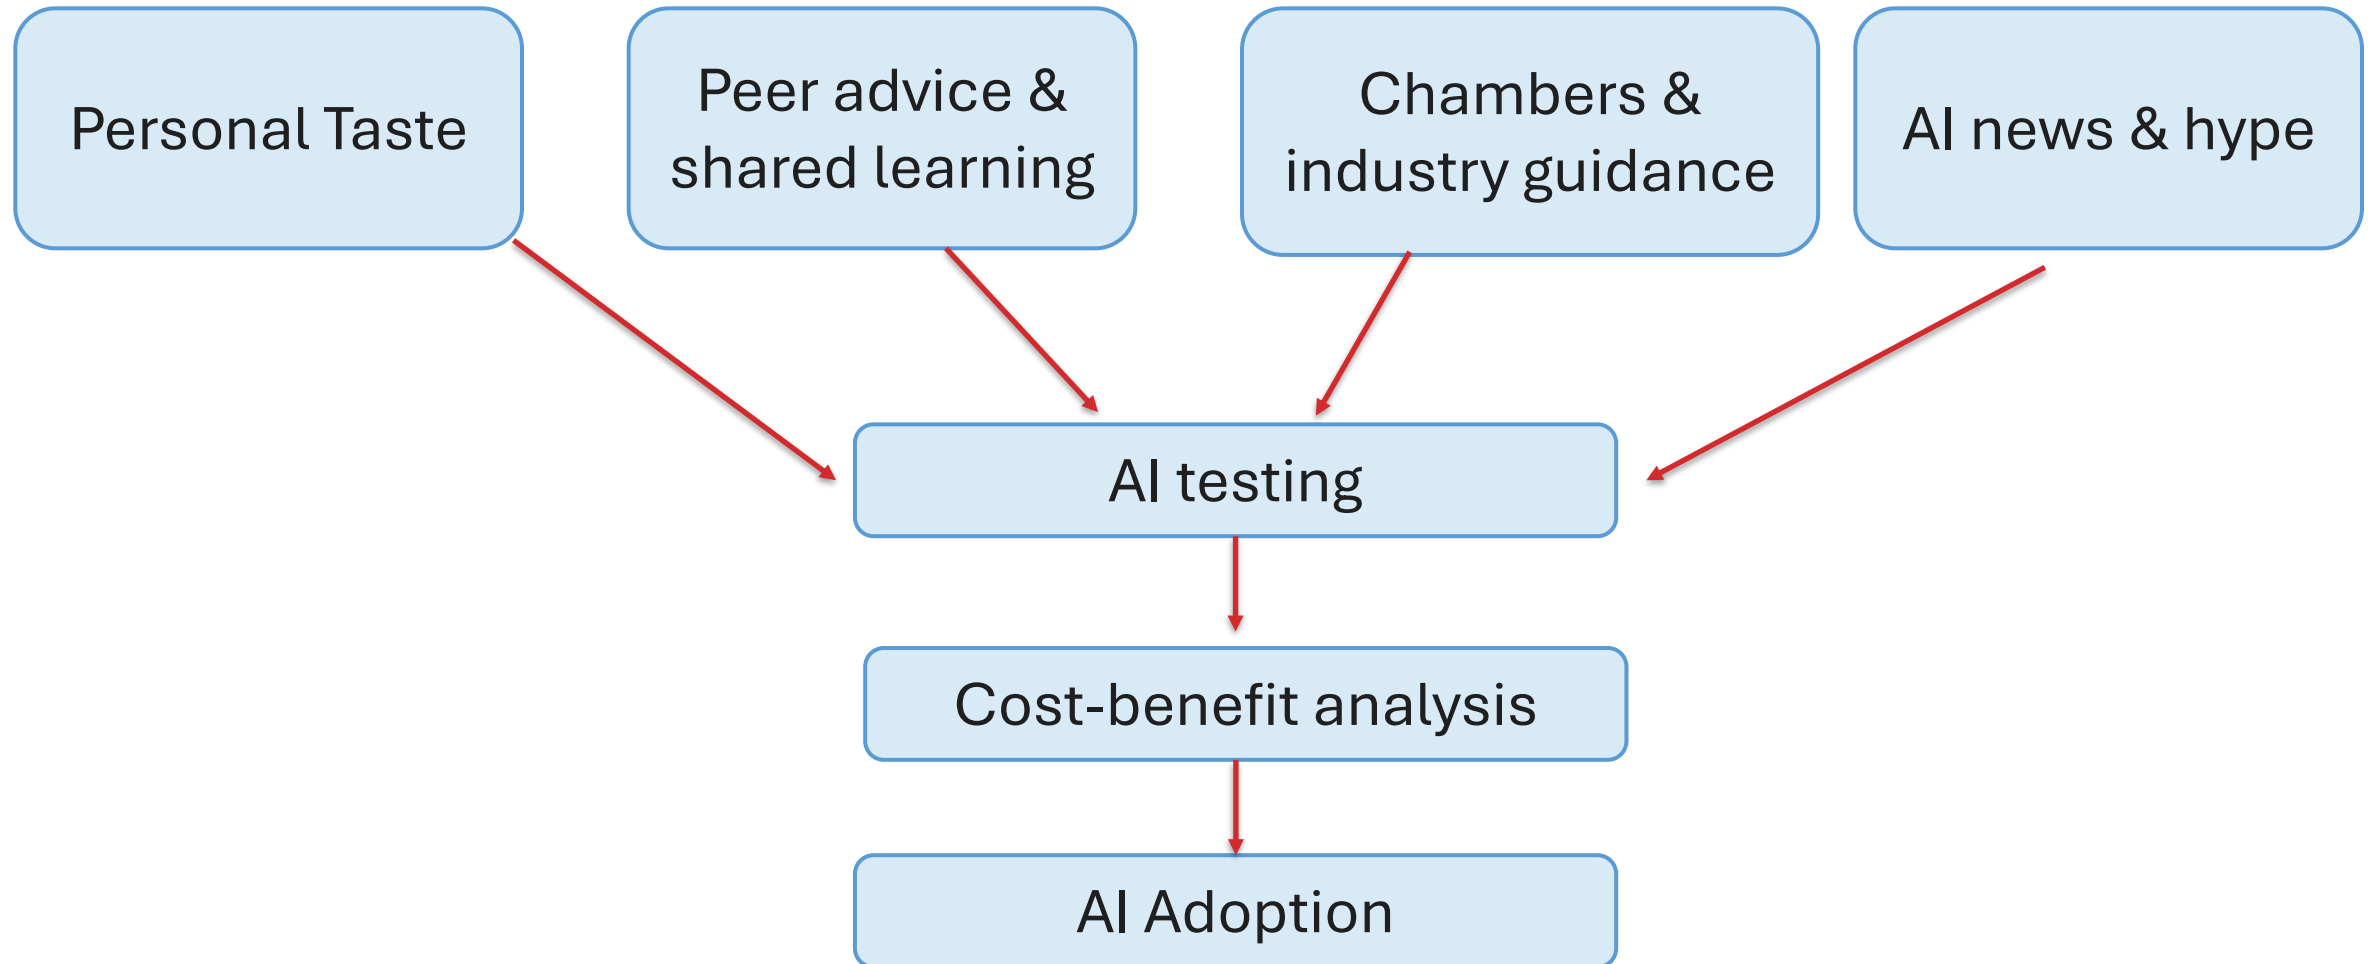 Personal Taste
Peer advice &
shared learning
Chambers &
industry guidance
AI news & hype
AI testing
Cost-benefit analysis
AI Adoption